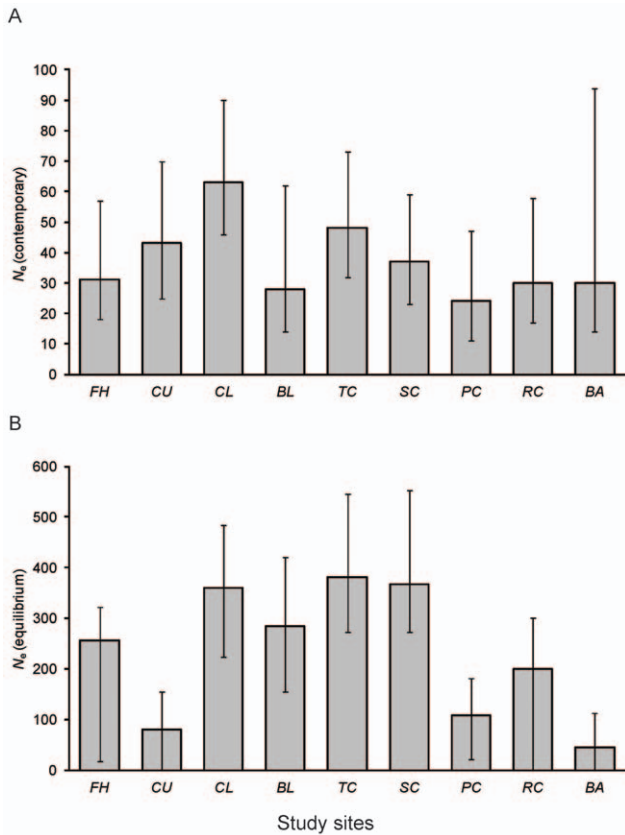 A
100
90
80
70
60
50
40
30
20
10
0
Ne (contemporary)
FH CU CL BL TC SC PC RC BA
B
600
500
400
300
200
100
0
Ne (equilibrium)
FH CU CL BL TC SC PC RC BA
Study sites